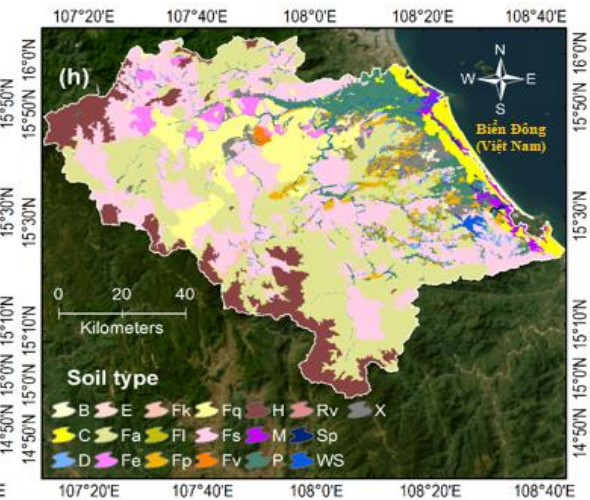 107°20'E 107°40'E 108°0'E 108°20'E 108°40'E
(h)
N
W E
S
Biển Đông
(Việt Nam)
16°0'N
15°50'N
15°30'N
15°10'N
15°0'N
14°50'N
16°0'N
15°50'N
15°30'N
15°10'N
15°0'N
14°50'N
0 20 40
Kilometers
Soil type
B E Fk Fq H Rv X
C Fa Fl Fs M Sp
D Fe Fp Fv P WS
107°20'E 107°40'E 108°0'E 108°20'E 108°40'E